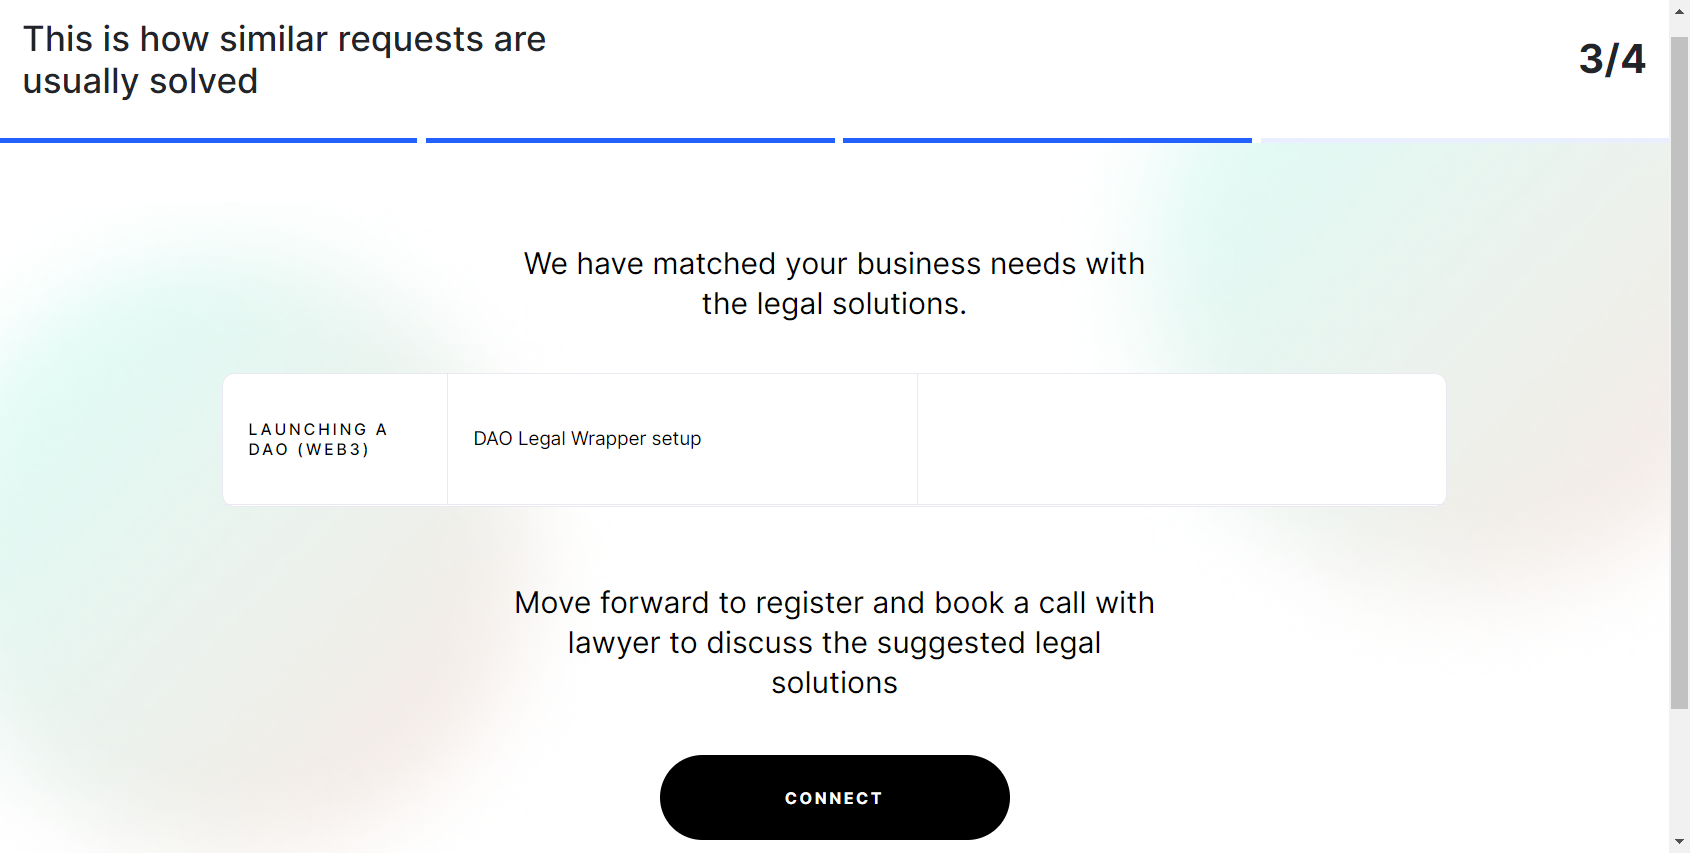 This is how similar requests are
usually solved
3/4
We have matched your business needs with
the legal solutions.
LAUNCHING A
DAO (WEB3)
DAO Legal Wrapper setup
Move forward to register and book a call with
lawyer to discuss the suggested legal
solutions
CONNECT